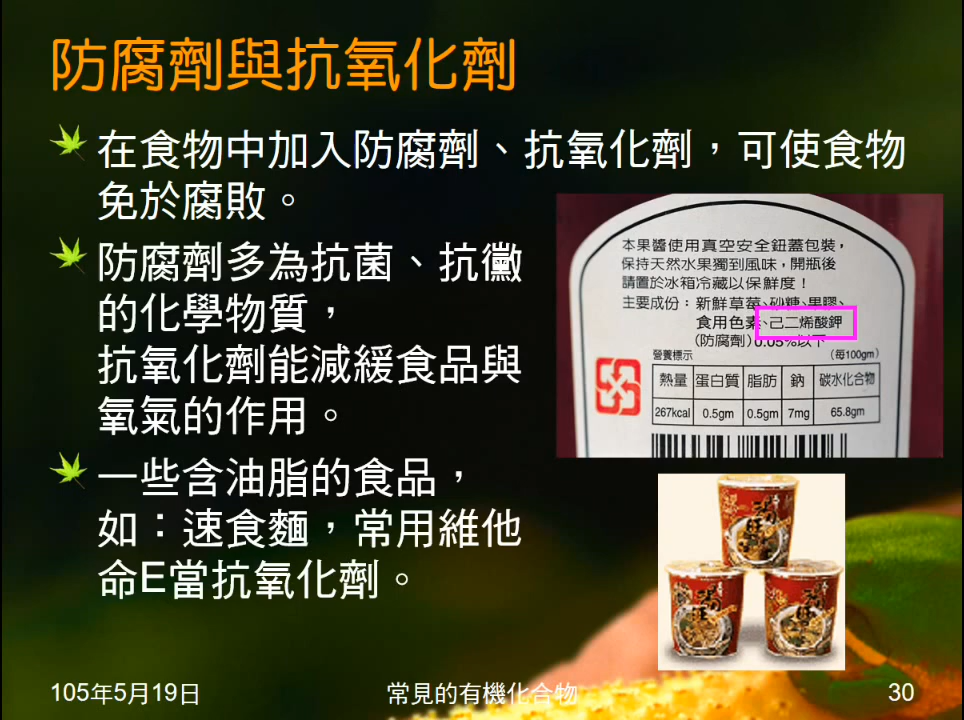 防腐劑與抗氧化劑
在食物中加入防腐劑、抗氧化劑，可使食物
免於腐敗。
防腐劑多為抗菌、抗黴
的化學物質，
抗氧化劑能減緩食品與
氧氣的作用。
一些含油脂的食品，
如：速食麵，常用維他
命E當抗氧化劑。
本果醬使用真空安全鈕蓋包裝，
保持天然水果獨到風味，開瓶後
請置於冰箱冷藏以保鮮度！
主要成份：新鮮草莓、砂糖、果膠、
食用色素、己二烯酸鉀
(防腐劑)0.05%以下
營養標示 (每100gm)
熱量 蛋白質 脂肪 鈉 碳水化合物
267kcal 0.5gm 0.5gm 7mg 65.8gm
105年5月19日 常見的有機化合物 30